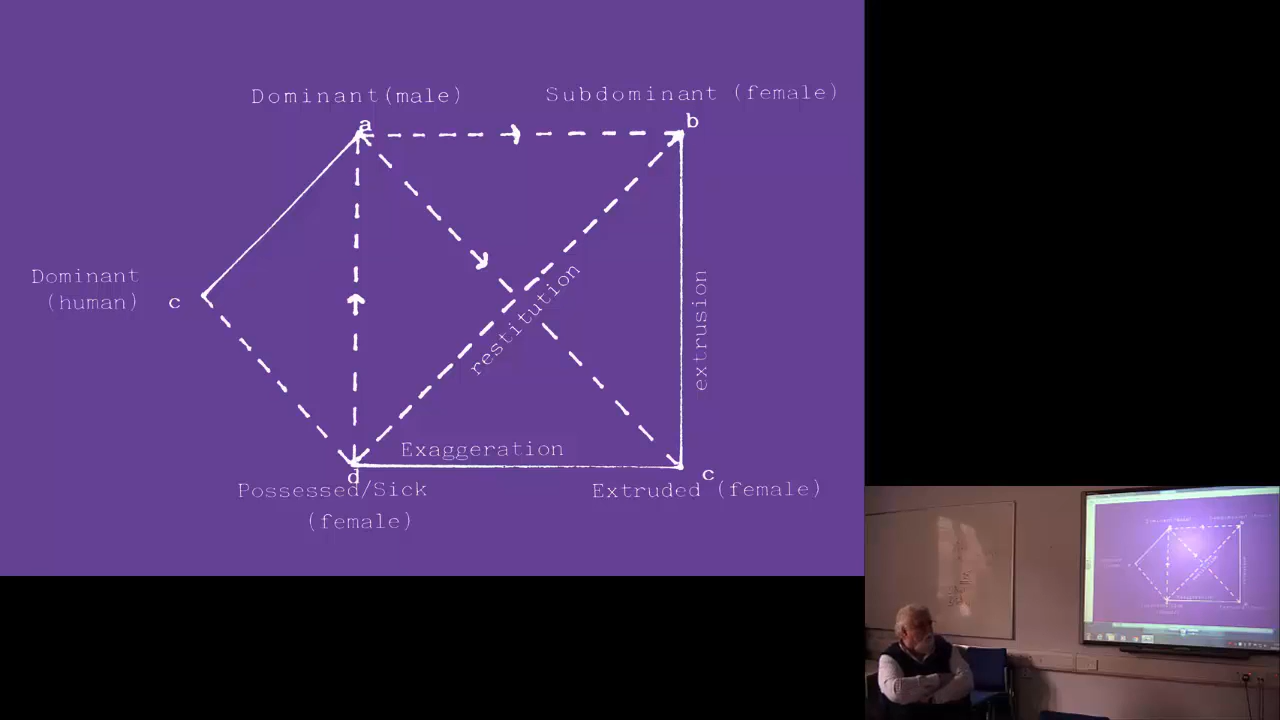 Dominant(male)
Subdominant (female)
a
b
Dominant
(human)
c
restitution
extrusion
Exaggeration
d
c
Possessed/Sick
(female)
Extruded (female)